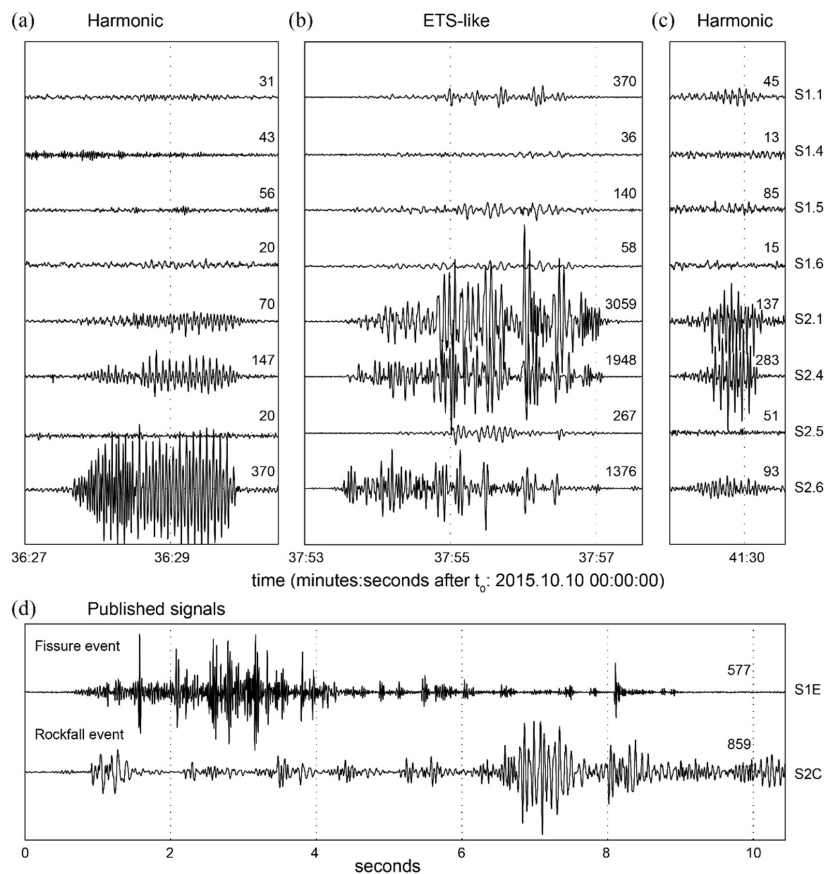 (a) Harmonic (b) ETS-like (c) Harmonic
31 370 45 S1.1
43 36 13 S1.4
56 140 85 S1.5
20 58 15 S1.6
70 3059 137 S2.1
147 1948 283 S2.4
20 267 51 S2.5
370 1376 93 S2.6
36:27 36:29 37:53 37:55 37:57 41:30
time (minutes:seconds after to: 2015.10.10 00:00:00)
(d) Published signals
Fissure event 577 S1E
Rockfall event 859 S2C
0 2 4 6 8 10
seconds